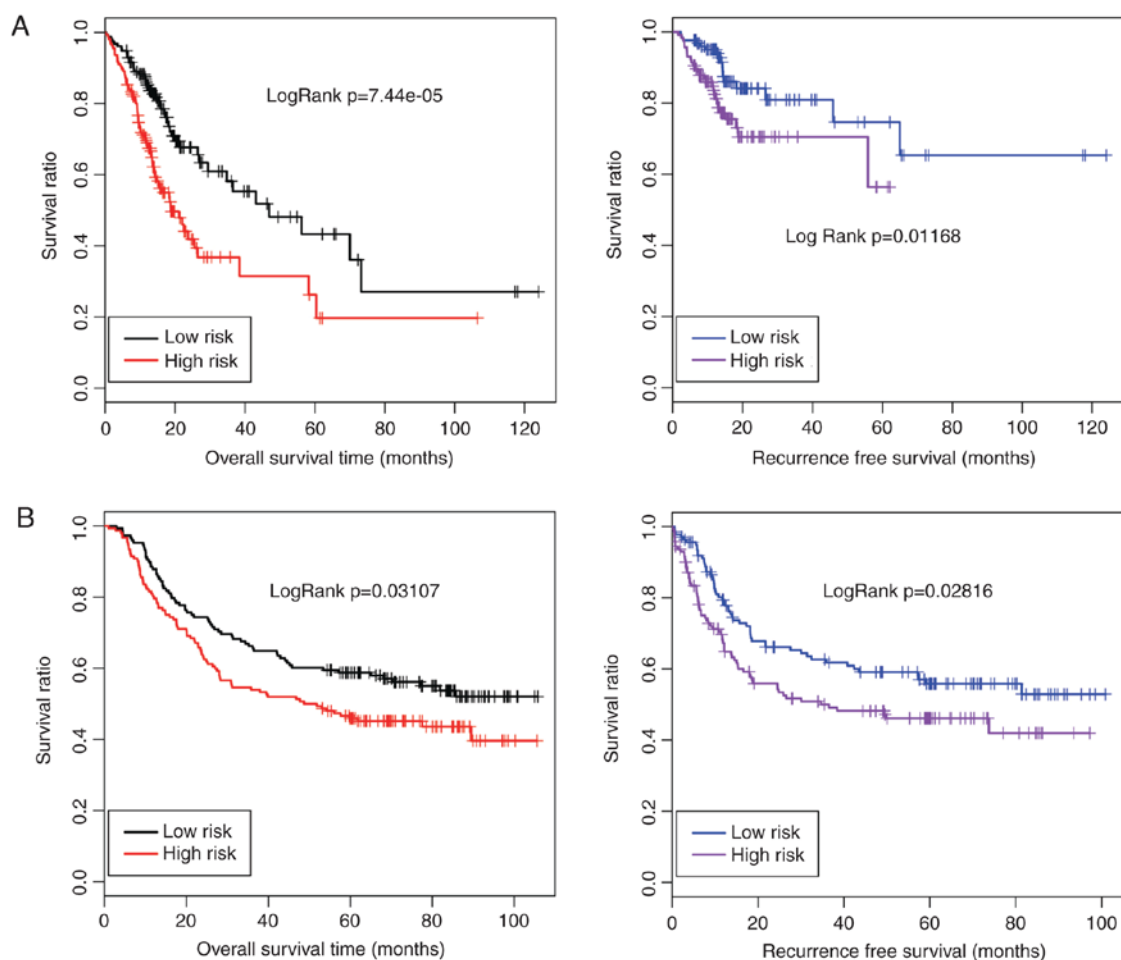 A
Survival ratio
1.0
0.8
0.6
0.4
0.2
0.0
LogRank p=7.44e-05
Low risk
High risk
0 20 40 60 80 100 120
Overall survival time (months)
Survival ratio
1.0
0.8
0.6
0.4
0.2
0.0
Log Rank p=0.01168
Low risk
High risk
0 20 40 60 80 100 120
Recurrence free survival (months)
B
Survival ratio
1.0
0.8
0.6
0.4
0.2
0.0
LogRank p=0.03107
Low risk
High risk
0 20 40 60 80 100
Overall survival time (months)
Survival ratio
1.0
0.8
0.6
0.4
0.2
0.0
LogRank p=0.02816
Low risk
High risk
0 20 40 60 80 100
Recurrence free survival (months)